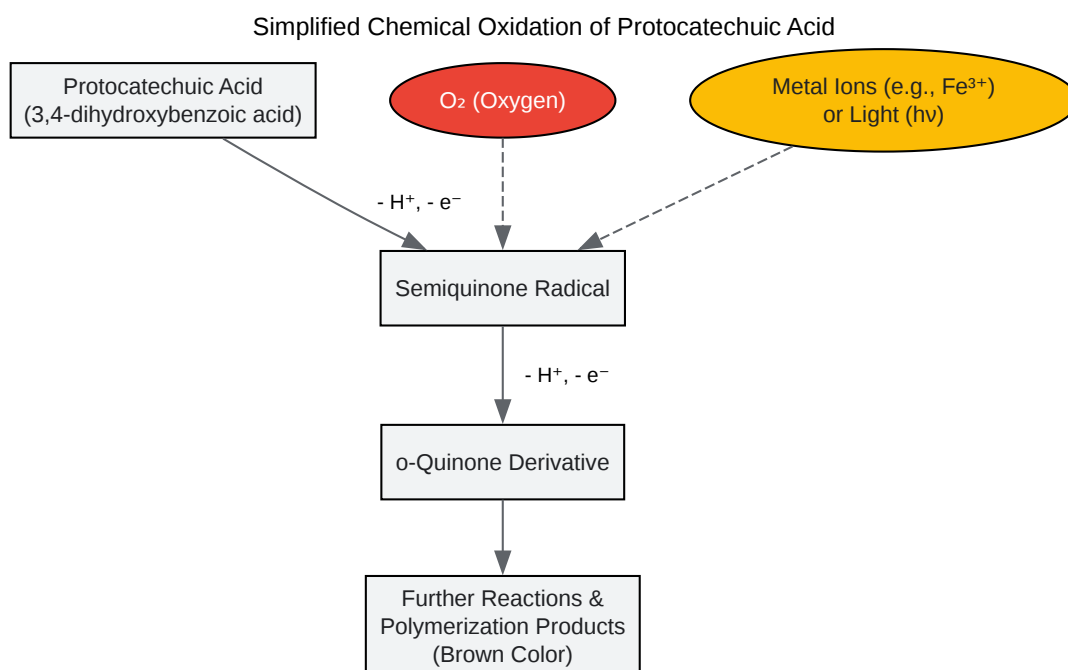 Simplified Chemical Oxidation of Protocatechuic Acid
Protocatechuic Acid
(3,4-dihydroxybenzoic acid)
O₂ (Oxygen)
Metal Ions (e.g., Fe³⁺)
or Light (hν)
- H⁺, - e⁻
Semiquinone Radical
- H⁺, - e⁻
o-Quinone Derivative
Further Reactions &
Polymerization Products
(Brown Color)